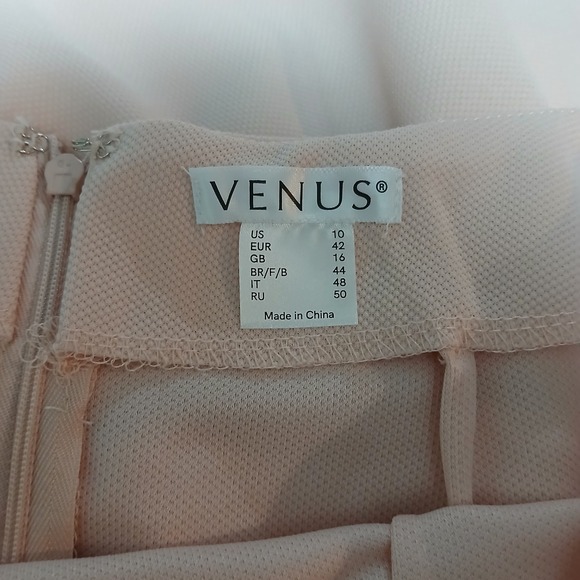 VENUS®
US 10
EUR 42
GB 16
BR/F/B 44
IT 48
RU 50
Made in China